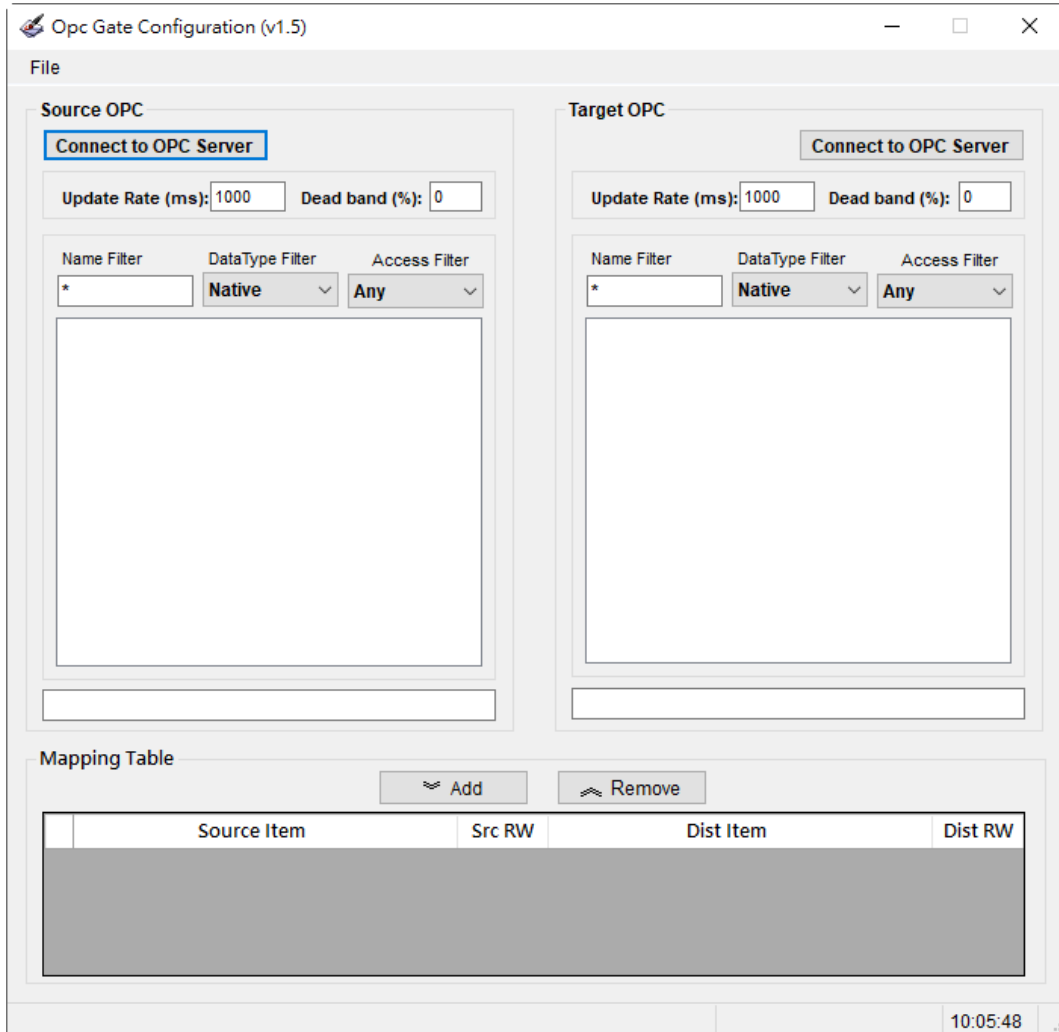 Opc Gate Configuration (v1.5)
File
Source OPC
Connect to OPC Server
Update Rate (ms): 1000 Dead band (%): 0
Name Filter DataType Filter Access Filter
* Native Any
Target OPC
Connect to OPC Server
Update Rate (ms): 1000 Dead band (%): 0
Name Filter DataType Filter Access Filter
* Native Any
Mapping Table
Add Remove
Source Item Src RW Dist Item Dist RW
10:05:48